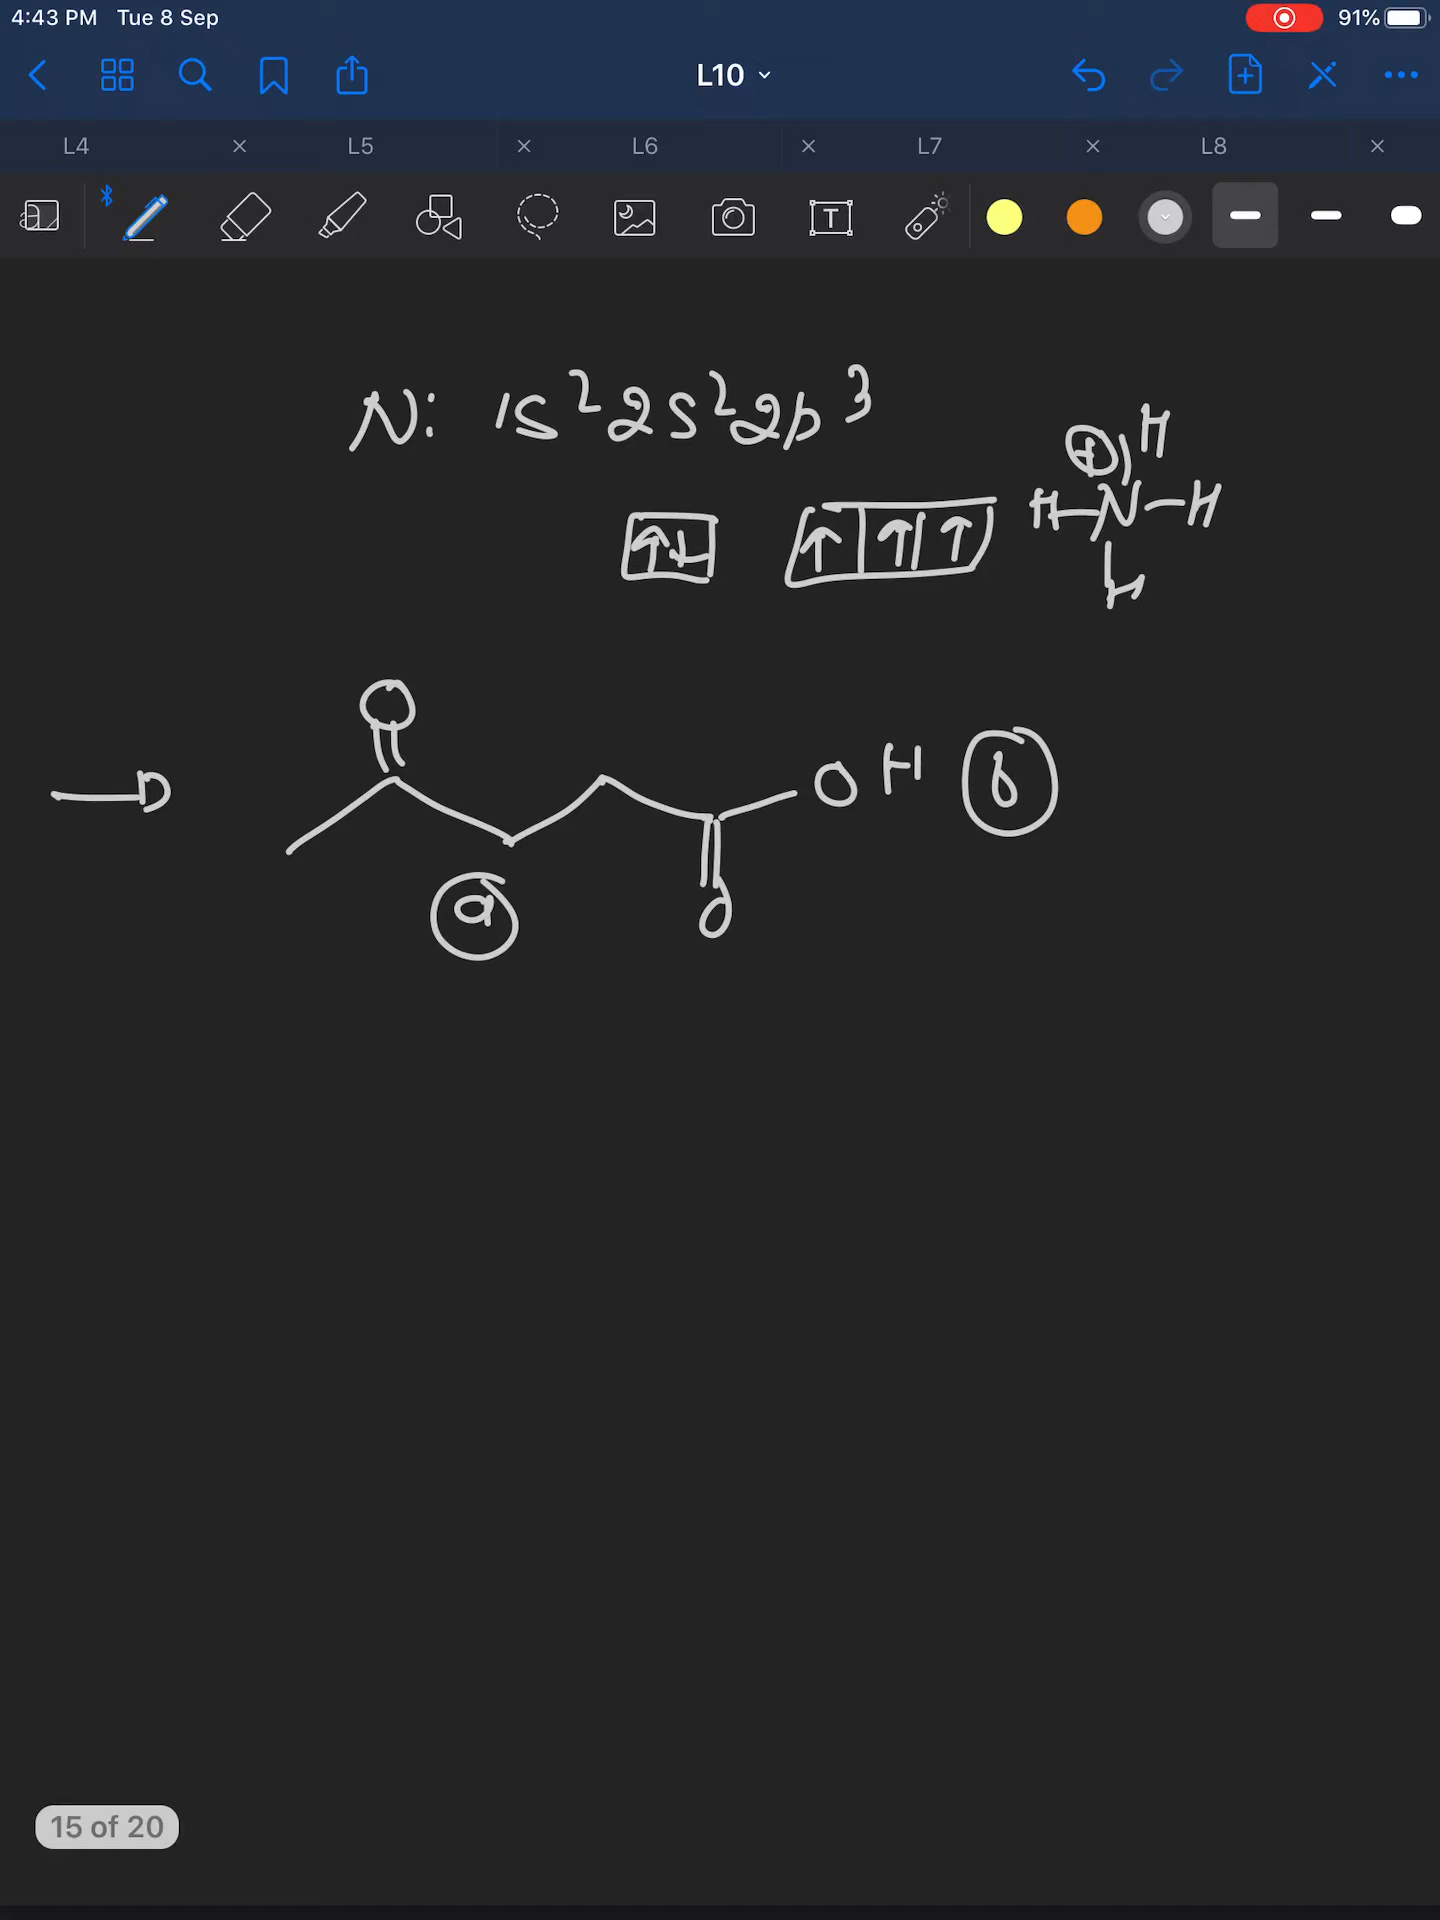 4:43 PM Tue 8 Sep 91%
L10
L4 L5 L6 L7 L8
T
N: 1s²2s²2p³
⊕ H
H–N–H
H
O
OH
O
a
15 of 20